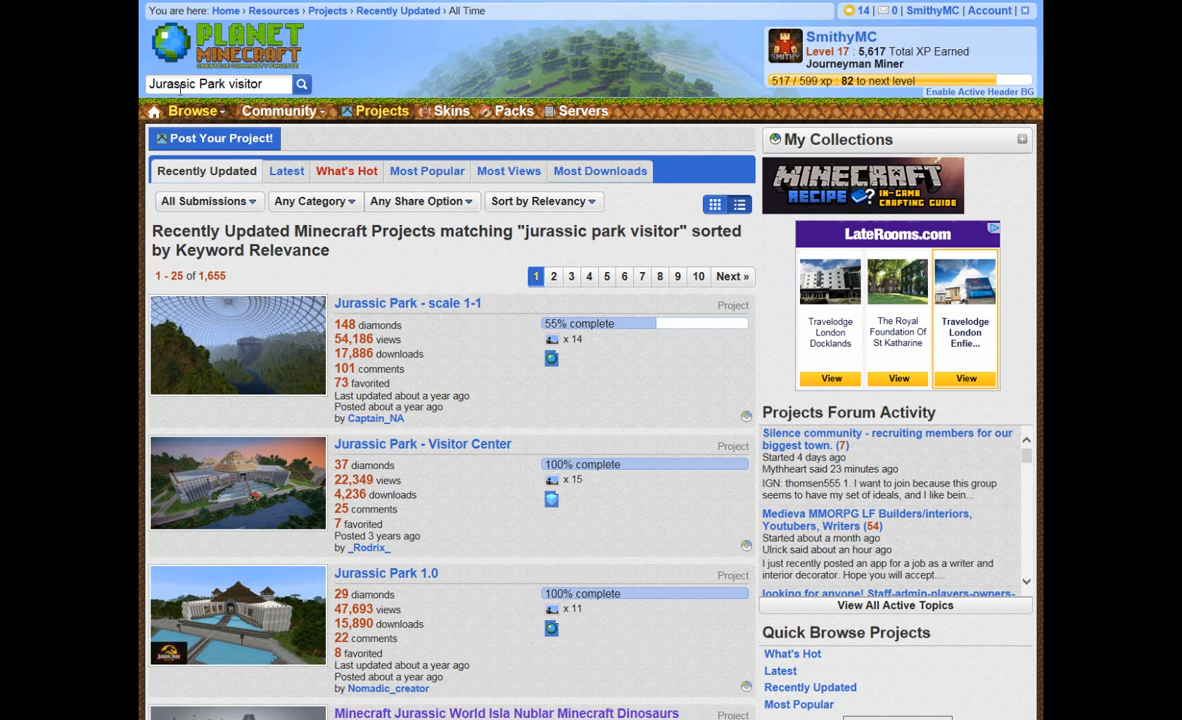 You are here: Home › Resources › Projects › Recently Updated › All Time
14 | 0 | SmithyMC | Account |
PLANET
MINECRAFT
Jurassic Park visitor
SmithyMC
Level 17 : 5,617 Total XP Earned
Journeyman Miner
517 / 599 xp : 82 to next level
Enable Active Header BG
Browe Community Projects Skins Packs Servers
Post Your Project!
Recently Updated Latest What's Hot Most Popular Most Views Most Downloads
All Submissions Any Category Any Share Option Sort by Relevancy
Recently Updated Minecraft Projects matching "jurassic park visitor" sorted
by Keyword Relevance
1 - 25 of 1,655
1 2 3 4 5 6 7 8 9 10 Next »
Jurassic Park - scale 1-1
Project
148 diamonds
55% complete
54,186 views
x 14
17,886 downloads
101 comments
73 favorited
Last updated about a year ago
Posted about a year ago
by Captain_NA
Jurassic Park - Visitor Center
Project
37 diamonds
100% complete
22,349 views
x 15
4,236 downloads
25 comments
7 favorited
Posted 3 years ago
by _Rodrix_
Jurassic Park 1.0
Project
29 diamonds
100% complete
47,693 views
x 11
15,890 downloads
22 comments
8 favorited
Last updated about a year ago
Posted about a year ago
by Nomadic_creator
Minecraft Jurassic World Isla Nublar Minecraft Dinosaurs
Project
My Collections
MINECRAFT
RECIPE IN-GAME
CRAFTING GUIDE
LateRooms.com
Travelodge
London
Docklands
View
The Royal
Foundation Of
St Katharine
View
Travelodge
London
Enfie...
View
Projects Forum Activity
Silence community - recruiting members for our
biggest town. (7)
Started 4 days ago
Mythheart said 23 minutes ago
IGN: thomsen555 1. I want to join because this group
seems to have my set of ideals, and I like bein...
Medieva MMORPG LF Builders/interiors,
Youtubers, Writers (54)
Started about a month ago
Ulrick said about an hour ago
I just recently posted an app for a job as a writer and
interior decorator. Hope you will accept....
looking for anyone! Staff-admin-players-owners-
View All Active Topics
Quick Browse Projects
What's Hot
Latest
Recently Updated
Most Popular